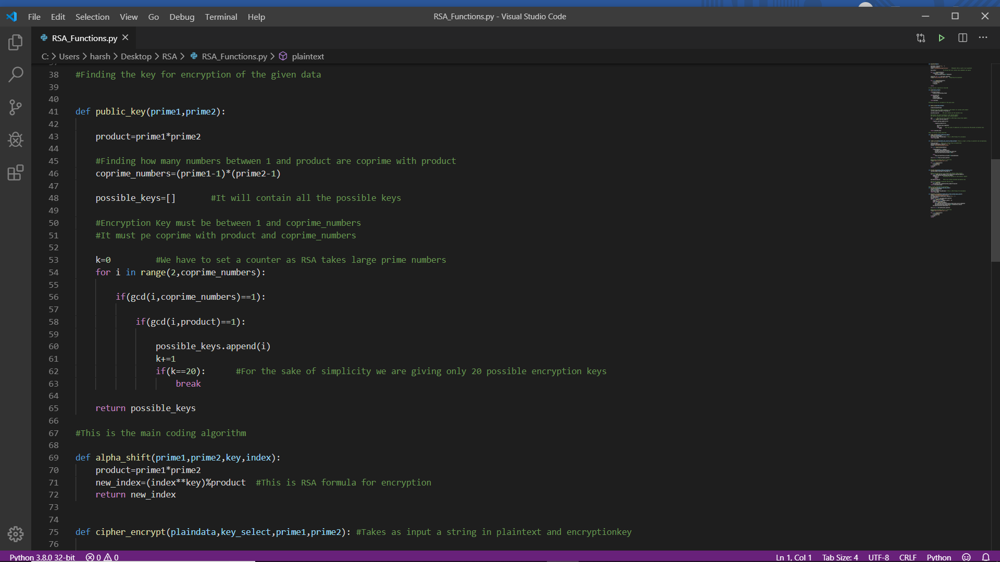 File Edit Selection View Go Debug Terminal Help
RSA_Functions.py - Visual Studio Code
RSA_Functions.py
C: > Users > harsh > Desktop > RSA > RSA_Functions.py > plaintext
38 #Finding the key for encryption of the given data
39
40
41 def public_key(prime1,prime2):
42
43 product=prime1*prime2
44
45 #Finding how many numbers betwwen 1 and product are coprime with product
46 coprime_numbers=(prime1-1)*(prime2-1)
47
48 possible_keys=[] #It will contain all the possible keys
49
50 #Encryption Key must be between 1 and coprime_numbers
51 #It must pe coprime with product and coprime_numbers
52
53 k=0 #We have to set a counter as RSA takes large prime numbers
54 for i in range(2,coprime_numbers):
55
56 if(gcd(i,coprime_numbers)==1):
57
58 if(gcd(i,product)==1):
59
60 possible_keys.append(i)
61 k+=1
62 if(k==20): #For the sake of simplicity we are giving only 20 possible encryption keys
63 break
64
65 return possible_keys
66
67 #This is the main coding algorithm
68
69 def alpha_shift(prime1,prime2,key,index):
70 product=prime1*prime2
71 new_index=(index**key)%product #This is RSA formula for encryption
72 return new_index
73
74
75 def cipher_encrypt(plaindata,key_select,prime1,prime2): #Takes as input a string in plaintext and encryptionkey
76
Python 3.8.0 32-bit 0 0 Ln 1, Col 1 Tab Size: 4 UTF-8 CRLF Python